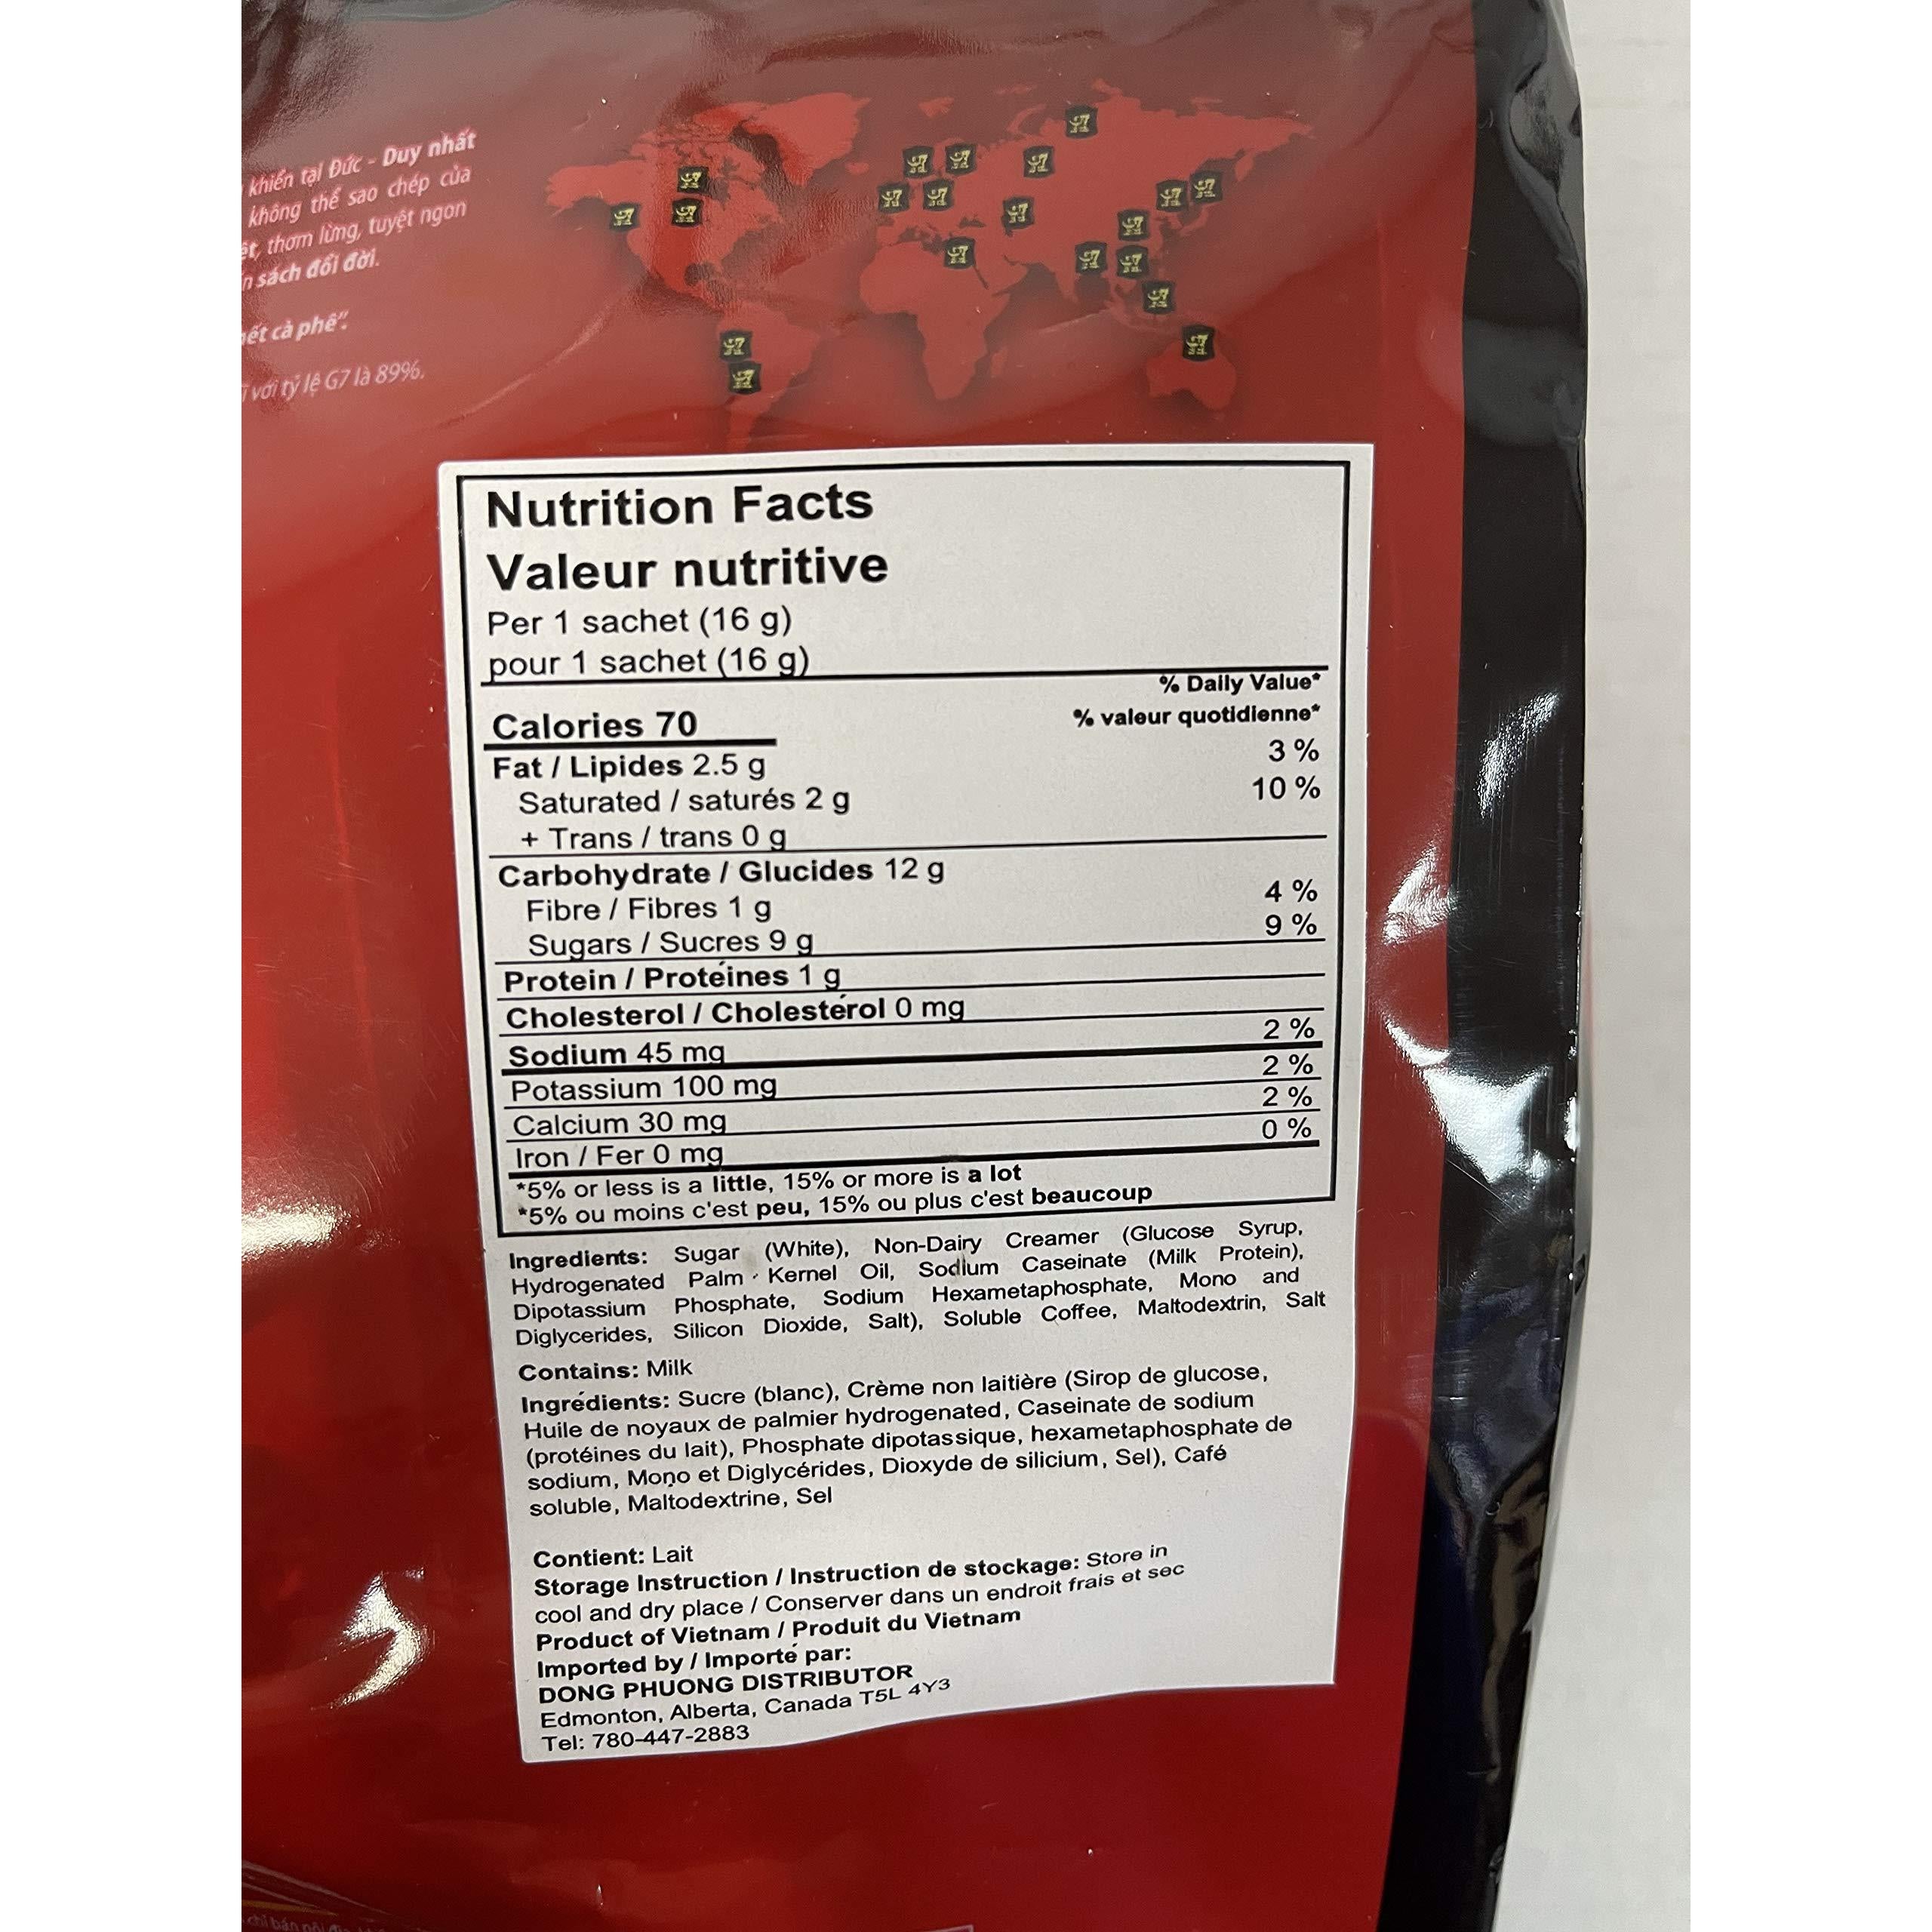 khiển tại Đức - Duy nhất
không thể sao chép của
thơm lừng, tuyệt ngon
sách đổi đời.
cà phê".
với tỷ lệ G7 là 89%.
Nutrition Facts
Valeur nutritive
Per 1 sachet (16 g)
pour 1 sachet (16 g)
% Daily Value*
Calories 70 % valeur quotidienne*
Fat / Lipides 2.5 g 3 %
Saturated / saturés 2 g 10 %
+ Trans / trans 0 g
Carbohydrate / Glucides 12 g
Fibre / Fibres 1 g 4 %
Sugars / Sucres 9 g 9 %
Protein / Protéines 1 g
Cholesterol / Cholestérol 0 mg
Sodium 45 mg 2 %
Potassium 100 mg 2 %
Calcium 30 mg 2 %
Iron / Fer 0 mg 0 %
*5% or less is a little, 15% or more is a lot
*5% ou moins c'est peu, 15% ou plus c'est beaucoup
Ingredients: Sugar (White), Non-Dairy Creamer (Glucose Syrup,
Hydrogenated Palm Kernel Oil, Sodium Caseinate (Milk Protein),
Dipotassium Phosphate, Sodium Hexametaphosphate, Mono and
Diglycerides, Silicon Dioxide, Salt), Soluble Coffee, Maltodextrin, Salt
Contains: Milk
Ingrédients: Sucre (blanc), Crème non laitière (Sirop de glucose,
Huile de noyaux de palmier hydrogenated, Caseinate de sodium
(protéines du lait), Phosphate dipotassique, hexametaphosphate de
sodium, Mono et Diglycérides, Dioxyde de silicium, Sel), Café
soluble, Maltodextrine, Sel
Contient: Lait
Storage Instruction / Instruction de stockage: Store in
cool and dry place / Conserver dans un endroit frais et sec
Product of Vietnam / Produit du Vietnam
Imported by / Importé par:
DONG PHUONG DISTRIBUTOR
Edmonton, Alberta, Canada T5L 4Y3
Tel: 780-447-2883